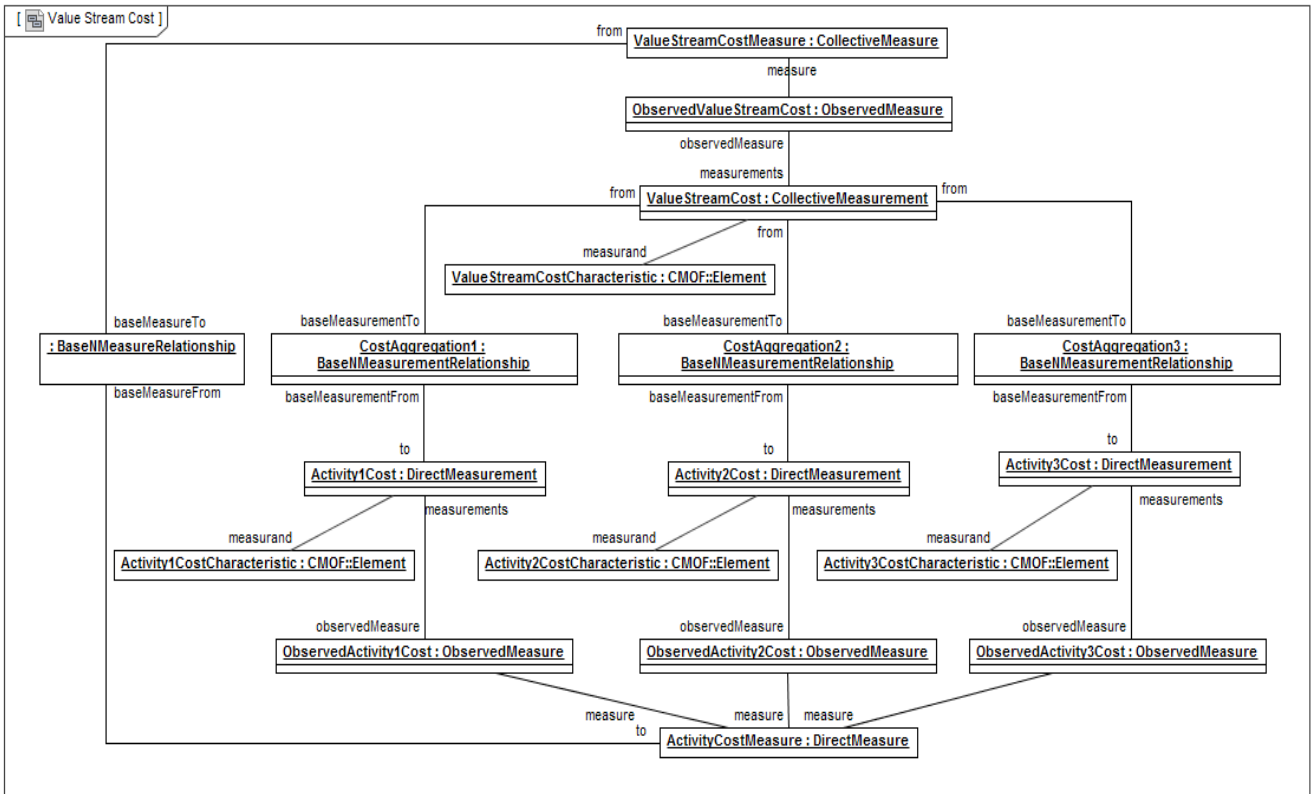 [ Value Stream Cost ]
from
ValueStreamCostMeasure : CollectiveMeasure
measure
ObservedValueStreamCost : ObservedMeasure
observedMeasure
measurements
from
ValueStreamCost : CollectiveMeasurement
from
from
measurand
ValueStreamCostCharacteristic : CMOF::Element
baseMeasureTo
baseMeasurementTo
baseMeasurementTo
baseMeasurementTo
: BaseNMeasureRelationship
CostAggregation1 :
BaseNMeasurementRelationship
CostAggregation2 :
BaseNMeasurementRelationship
CostAggregation3 :
BaseNMeasurementRelationship
baseMeasureFrom
baseMeasurementFrom
baseMeasurementFrom
baseMeasurementFrom
to
to
to
Activity1Cost : DirectMeasurement
Activity2Cost : DirectMeasurement
Activity3Cost : DirectMeasurement
measurements
measurements
measurements
measurand
measurand
measurand
Activity1CostCharacteristic : CMOF::Element
Activity2CostCharacteristic : CMOF::Element
Activity3CostCharacteristic : CMOF::Element
observedMeasure
observedMeasure
observedMeasure
ObservedActivity1Cost : ObservedMeasure
ObservedActivity2Cost : ObservedMeasure
ObservedActivity3Cost : ObservedMeasure
measure
measure
measure
to
ActivityCostMeasure : DirectMeasure